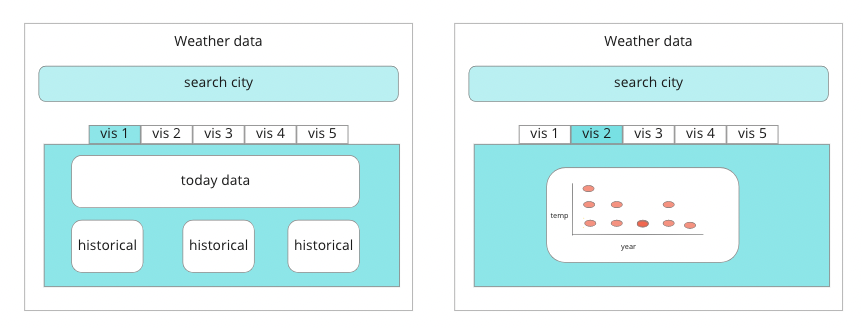 Weather data
search city
vis 1 vis 2 vis 3 vis 4 vis 5
today data
historical historical historical
Weather data
search city
vis 1 vis 2 vis 3 vis 4 vis 5
temp
year